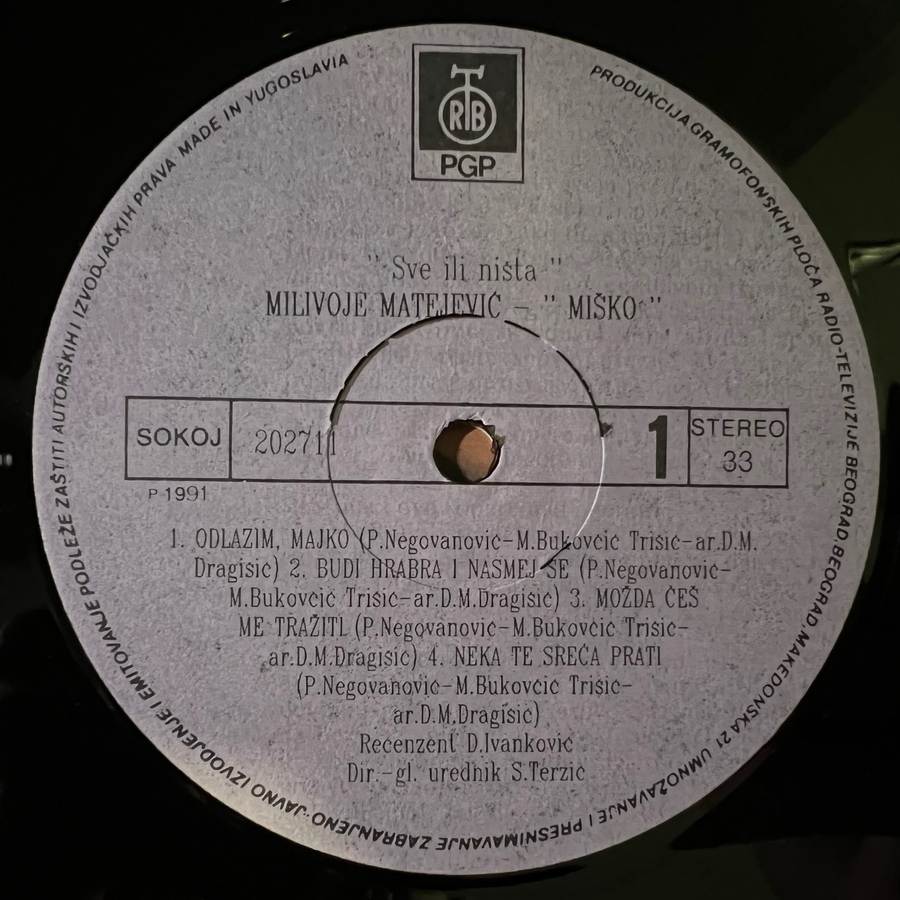 RTB
PGP
PRODUKCIJA GRAMOFONSKIH PLOČA RADIO-TELEVIZIJE BEOGRAD, BEOGRAD, MAKEDONSKA 21 UMNOŽAVANJE I PRESNIMAVANJE ZABRANJENO-JAVNO IZVODJENJE I EMITOVANJE PODLEŽE ZAŠTITI AUTORSKIH I IZVODJAČKIH PRAVA MADE IN YUGOSLAVIA
" Sve ili ništa "
MILIVOJE MATEJEVIĆ - " MIŠKO "
SOKOJ 202711 1 STEREO 33
P 1991
1. ODLAZIM, MAJKO (P.Negovanović-M.Bukovčić Trišić-ar.D.M.
Dragišić) 2. BUDI HRABRA I NASMEJ SE (P.Negovanović-
M.Bukovčić Trišić-ar.D.M.Dragišić) 3. MOŽDA ĆEŠ
ME TRAŽITI (P.Negovanović-M.Bukovčić Trišić-
ar.D.M.Dragišić) 4. NEKA TE SREĆA PRATI
(P.Negovanović-M.Bukovčić Trišić-
ar.D.M.Dragišić)
Recenzent D.Ivanković
Dir.-gl. urednik S.Terzić